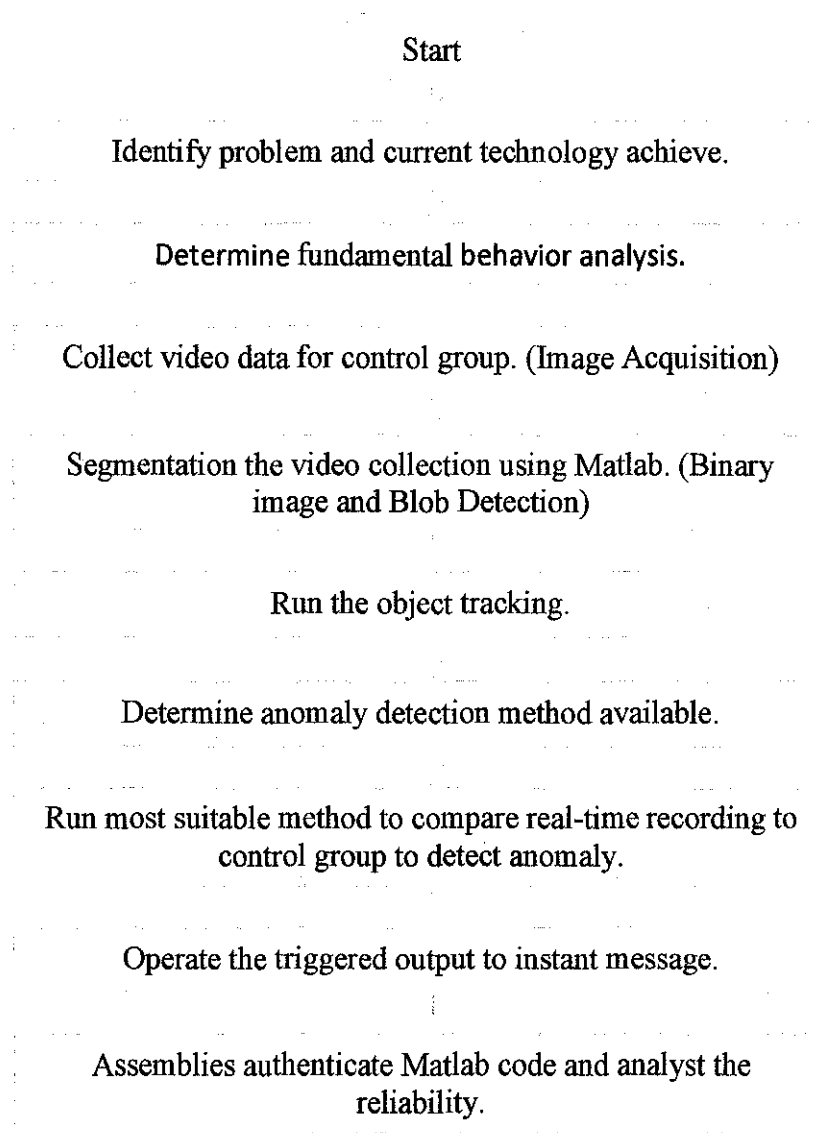 Start
Identify problem and current technology achieve.
Determine fundamental behavior analysis.
Collect video data for control group. (Image Acquisition)
Segmentation the video collection using Matlab. (Binary
image and Blob Detection)
Run the object tracking.
Determine anomaly detection method available.
Run most suitable method to compare real-time recording to
control group to detect anomaly.
Operate the triggered output to instant message.
Assemblies authenticate Matlab code and analyst the
reliability.